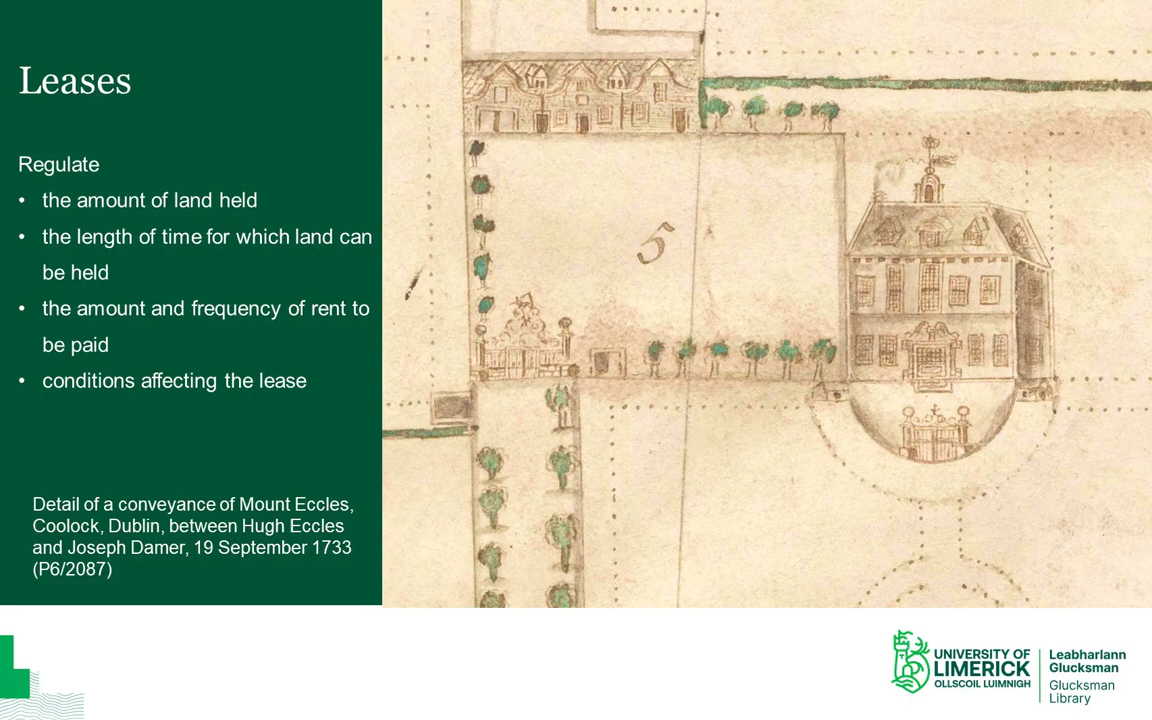 Leases
Regulate
• the amount of land held
• the length of time for which land can
be held
• the amount and frequency of rent to
be paid
• conditions affecting the lease
Detail of a conveyance of Mount Eccles,
Coolock, Dublin, between Hugh Eccles
and Joseph Damer, 19 September 1733
(P6/2087)
5
UNIVERSITY OF
LIMERICK
OLLSCOIL LUIMNIGH
Leabharlann
Glucksman
Glucksman
Library